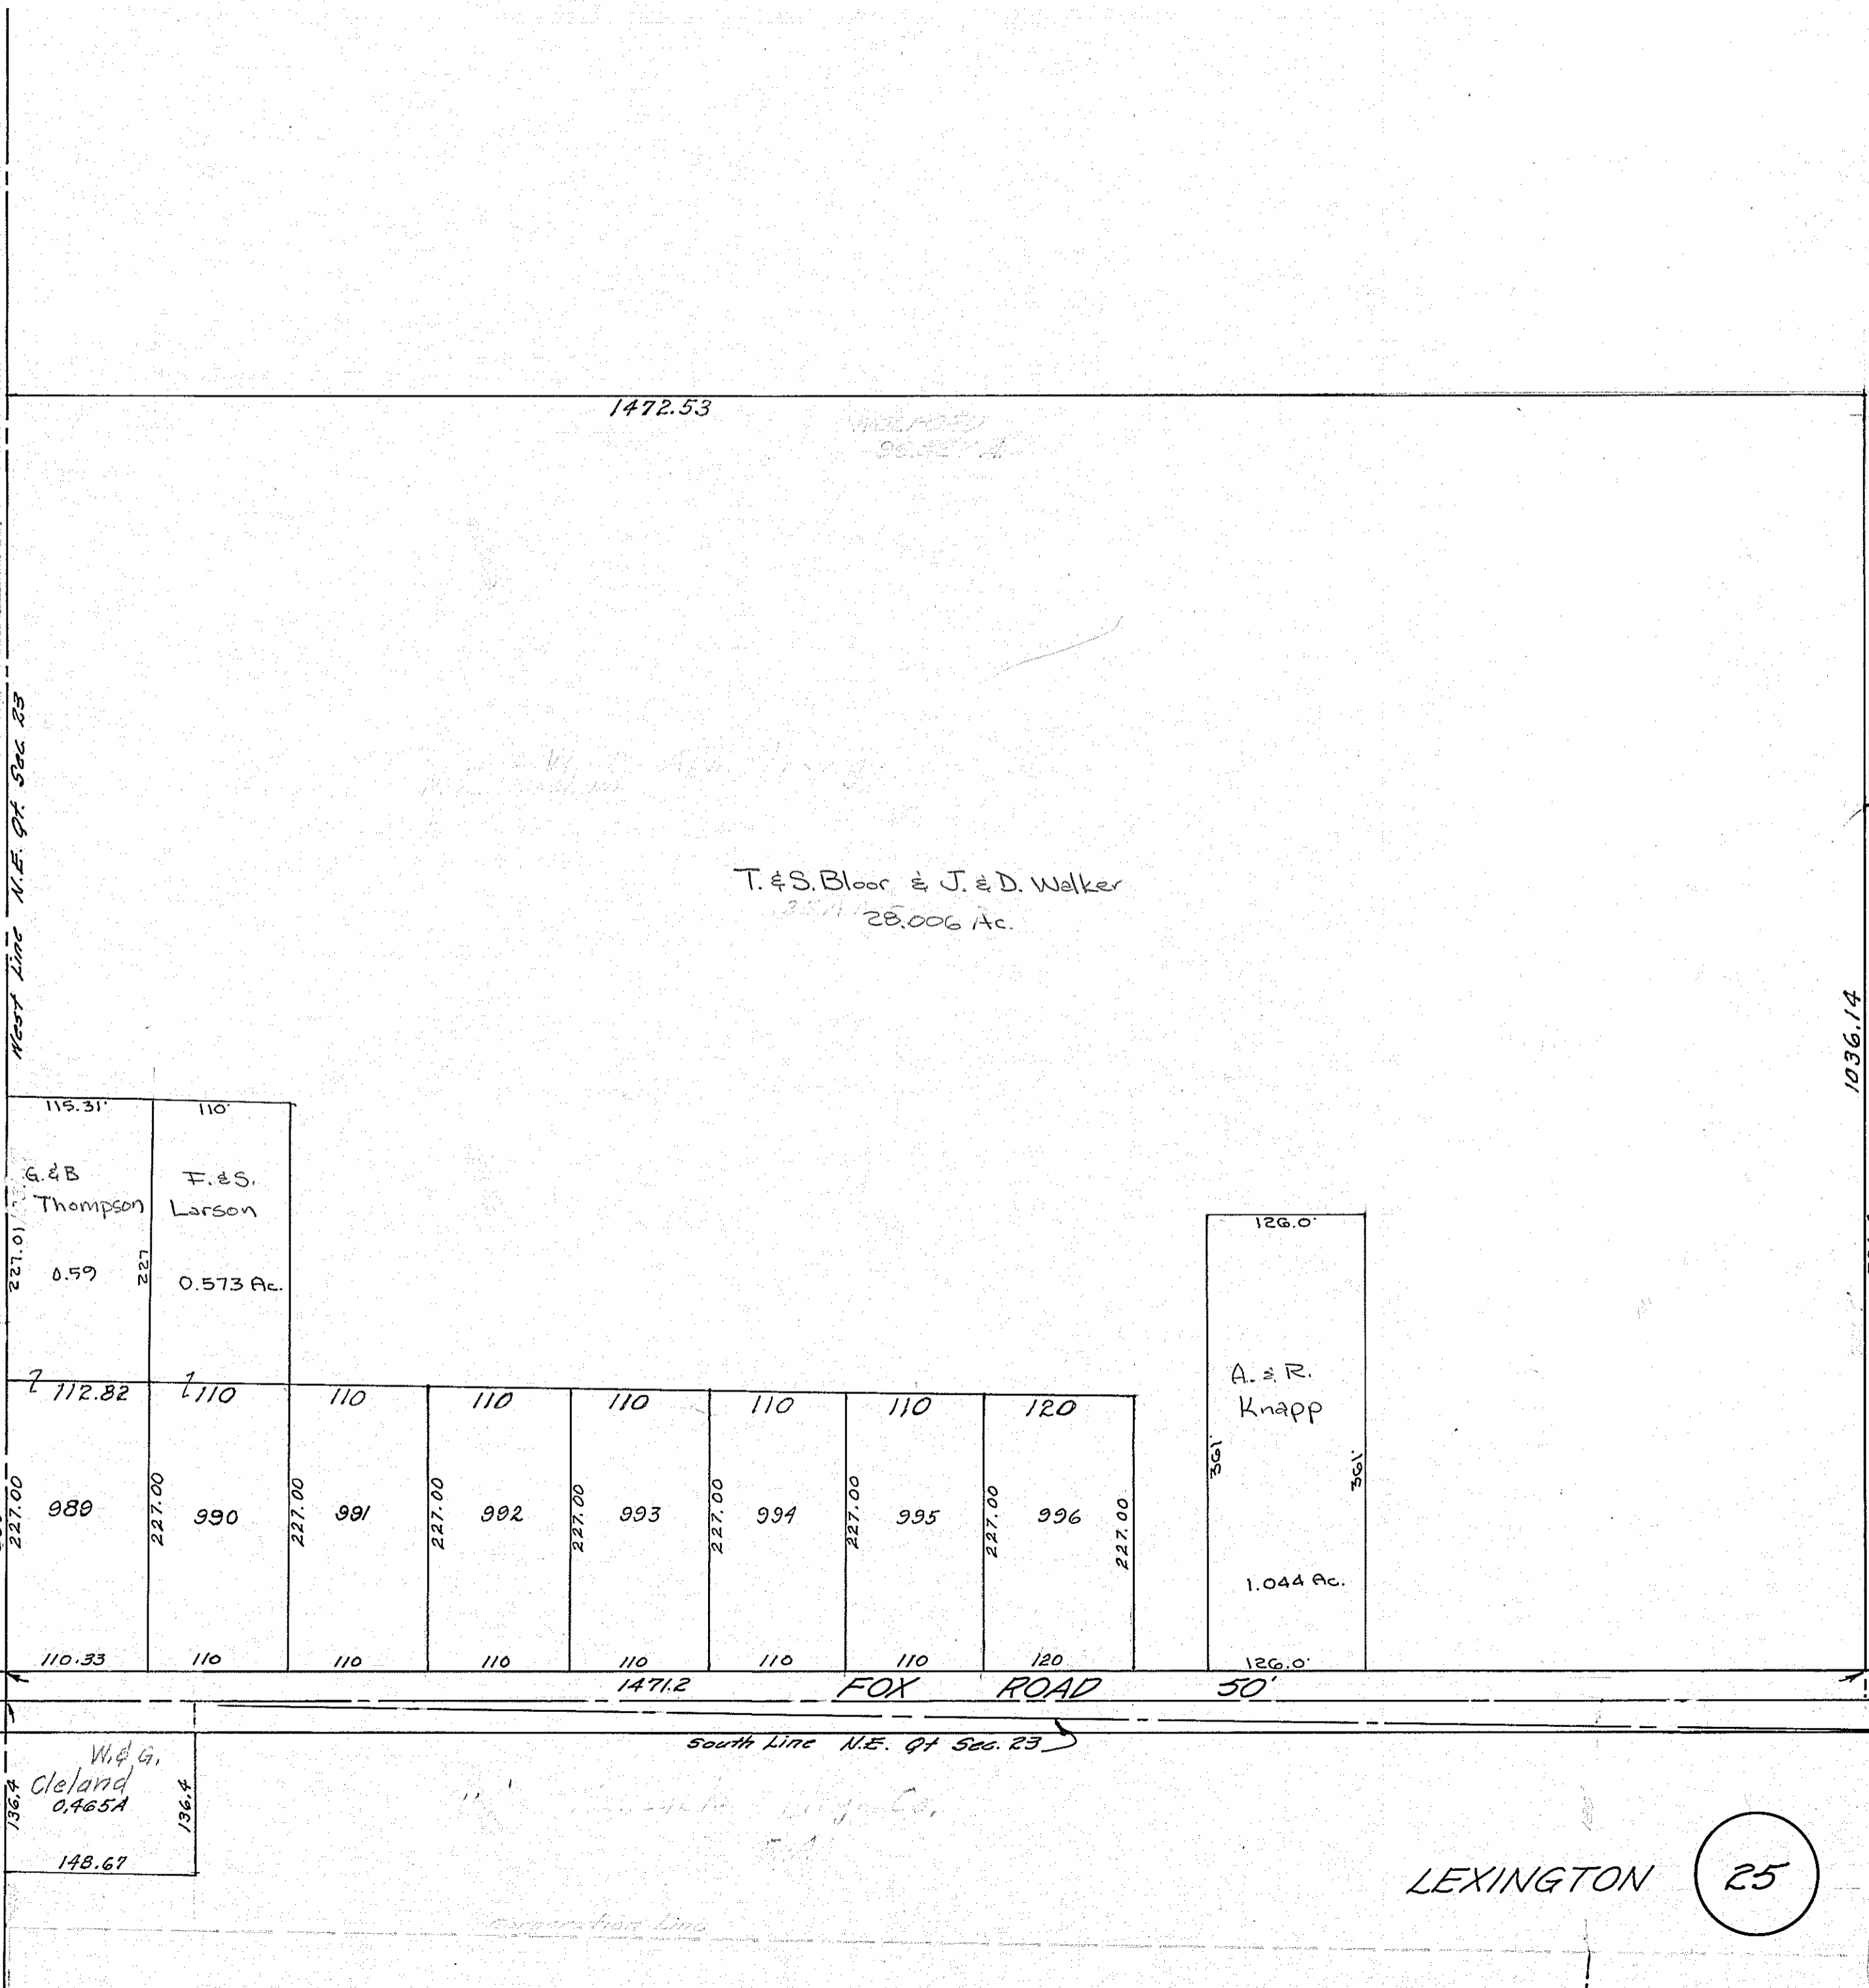 1472.53
West Line N.E. Qt. Sec. 23
T. & S. Bloor & J. & D. Walker
28.006 Ac.
1036.14
115.31'
110'
G. & B
Thompson
227.01
0.59
227
F. & S.
Larson
0.573 Ac.
126.0'
A. & R.
Knapp
361'
361'
1.044 Ac.
126.0'
112.82
110
110
110
110
110
110
120
227.00
989
227.00
990
227.00
991
227.00
992
227.00
993
227.00
994
227.00
995
227.00
996
227.00
110.33
110
110
110
110
110
110
120
1471.2
FOX ROAD 50'
South Line N.E. Qt Sec. 23
W. & G.
Cleland
0.465A
136.4
136.4
148.67
LEXINGTON 25
Corporation Line